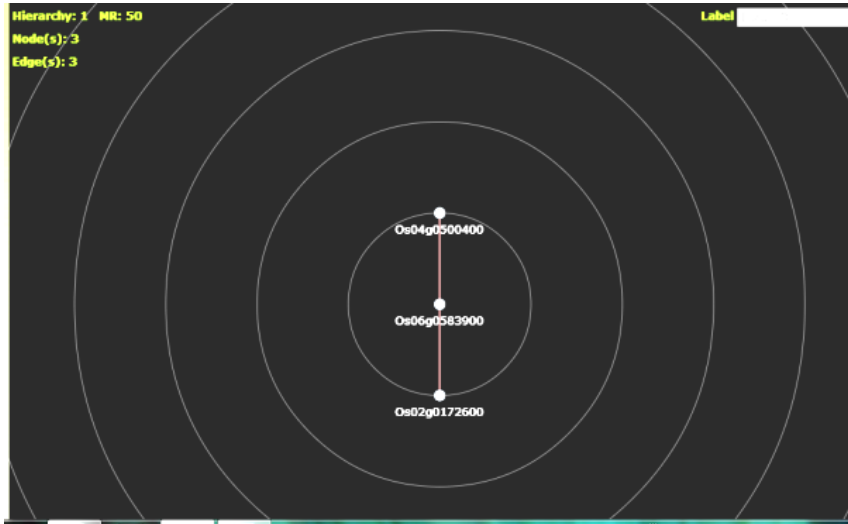 Hierarchy: 1 MR: 50
Label
Node(s): 3
Edge(s): 3
Os04g0500400
Os06g0583900
Os02g0172600